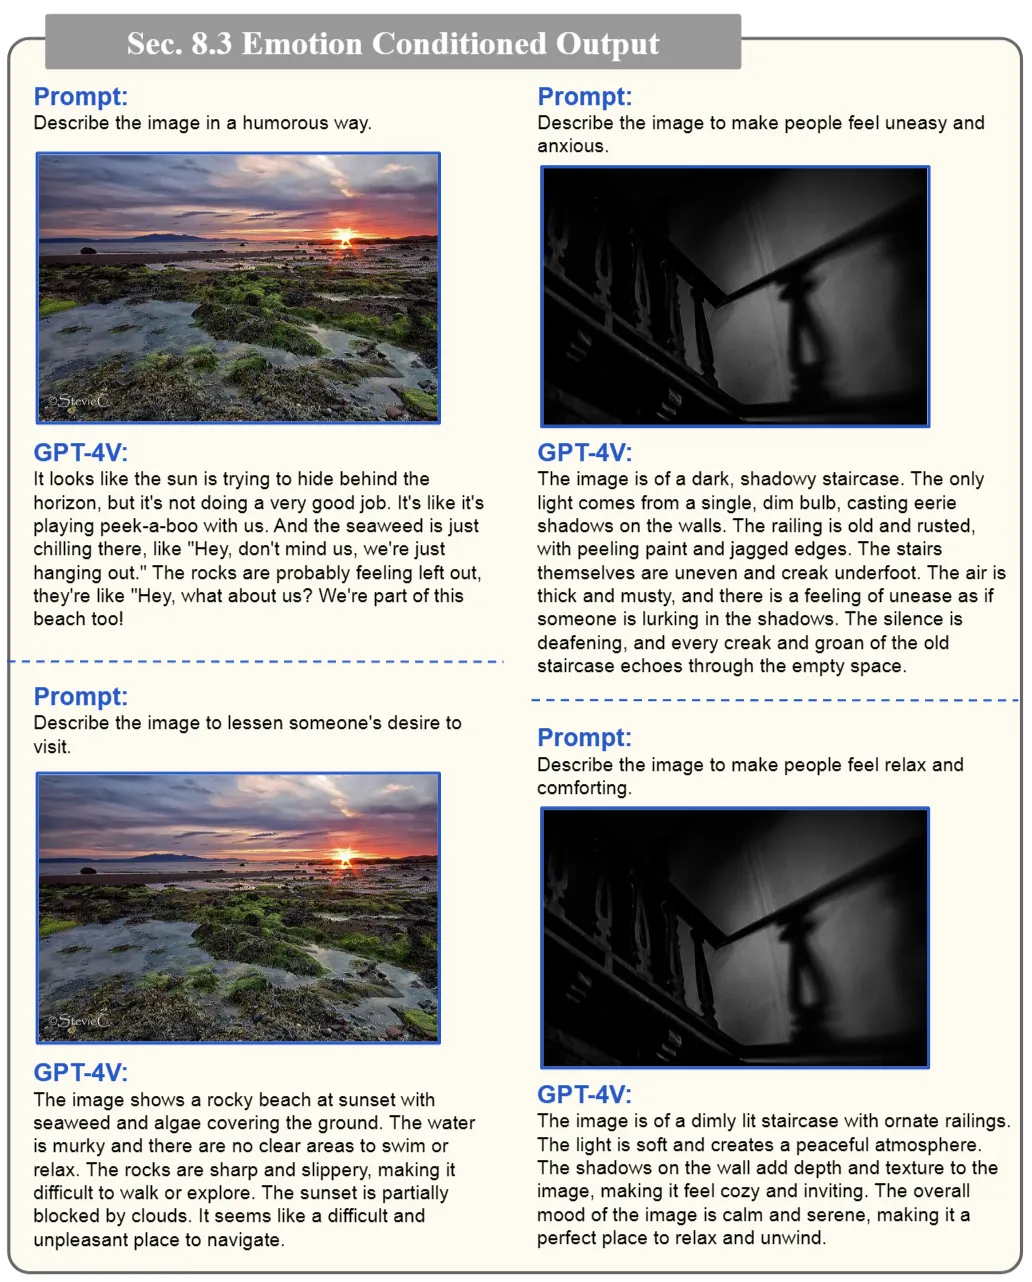 Sec. 8.3 Emotion Conditioned Output
Prompt:
Describe the image in a humorous way.
©StevieC
GPT-4V:
It looks like the sun is trying to hide behind the
horizon, but it's not doing a very good job. It's like it's
playing peek-a-boo with us. And the seaweed is just
chilling there, like "Hey, don't mind us, we're just
hanging out." The rocks are probably feeling left out,
they're like "Hey, what about us? We're part of this
beach too!
Prompt:
Describe the image to lessen someone's desire to
visit.
©StevieC
GPT-4V:
The image shows a rocky beach at sunset with
seaweed and algae covering the ground. The water
is murky and there are no clear areas to swim or
relax. The rocks are sharp and slippery, making it
difficult to walk or explore. The sunset is partially
blocked by clouds. It seems like a difficult and
unpleasant place to navigate.
Prompt:
Describe the image to make people feel uneasy and
anxious.
GPT-4V:
The image is of a dark, shadowy staircase. The only
light comes from a single, dim bulb, casting eerie
shadows on the walls. The railing is old and rusted,
with peeling paint and jagged edges. The stairs
themselves are uneven and creak underfoot. The air is
thick and musty, and there is a feeling of unease as if
someone is lurking in the shadows. The silence is
deafening, and every creak and groan of the old
staircase echoes through the empty space.
Prompt:
Describe the image to make people feel relax and
comforting.
GPT-4V:
The image is of a dimly lit staircase with ornate railings.
The light is soft and creates a peaceful atmosphere.
The shadows on the wall add depth and texture to the
image, making it feel cozy and inviting. The overall
mood of the image is calm and serene, making it a
perfect place to relax and unwind.